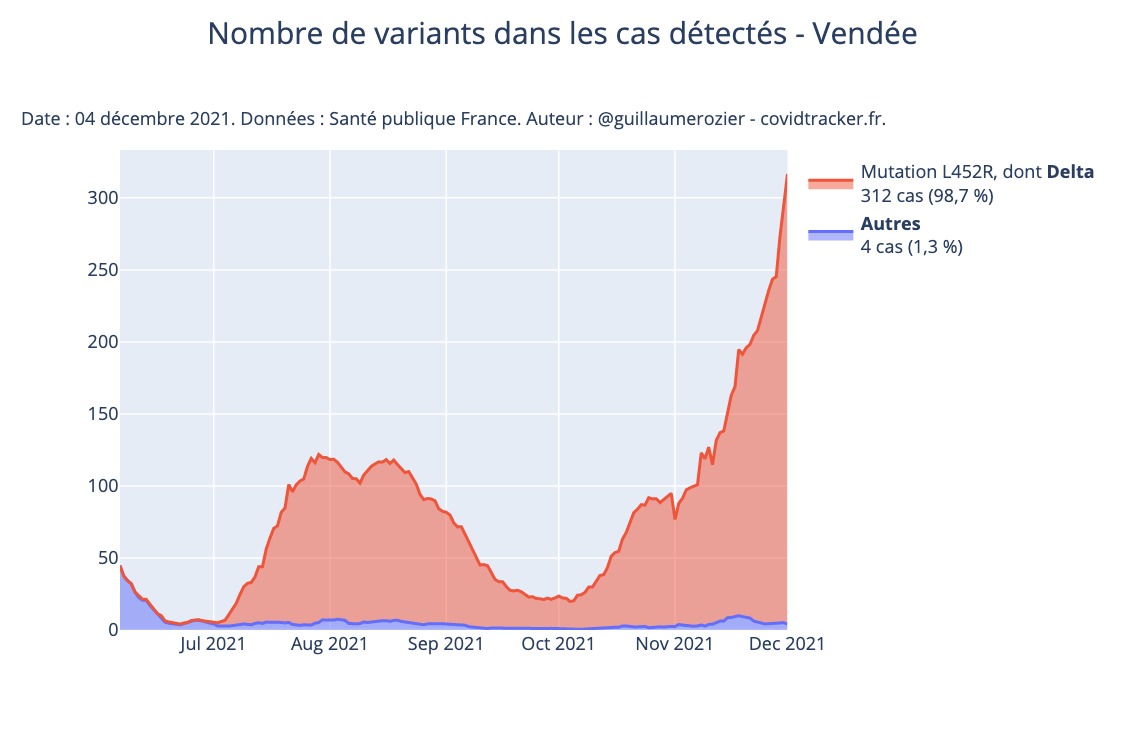 Nombre de variants dans les cas détectés - Vendée
Date : 04 décembre 2021. Données : Santé publique France. Auteur : @guillaumerozier - covidtracker.fr.
Mutation L452R, dont Delta
312 cas (98,7 %)
Autres
4 cas (1,3 %)
300
250
200
150
100
50
0
Jul 2021
Aug 2021
Sep 2021
Oct 2021
Nov 2021
Dec 2021